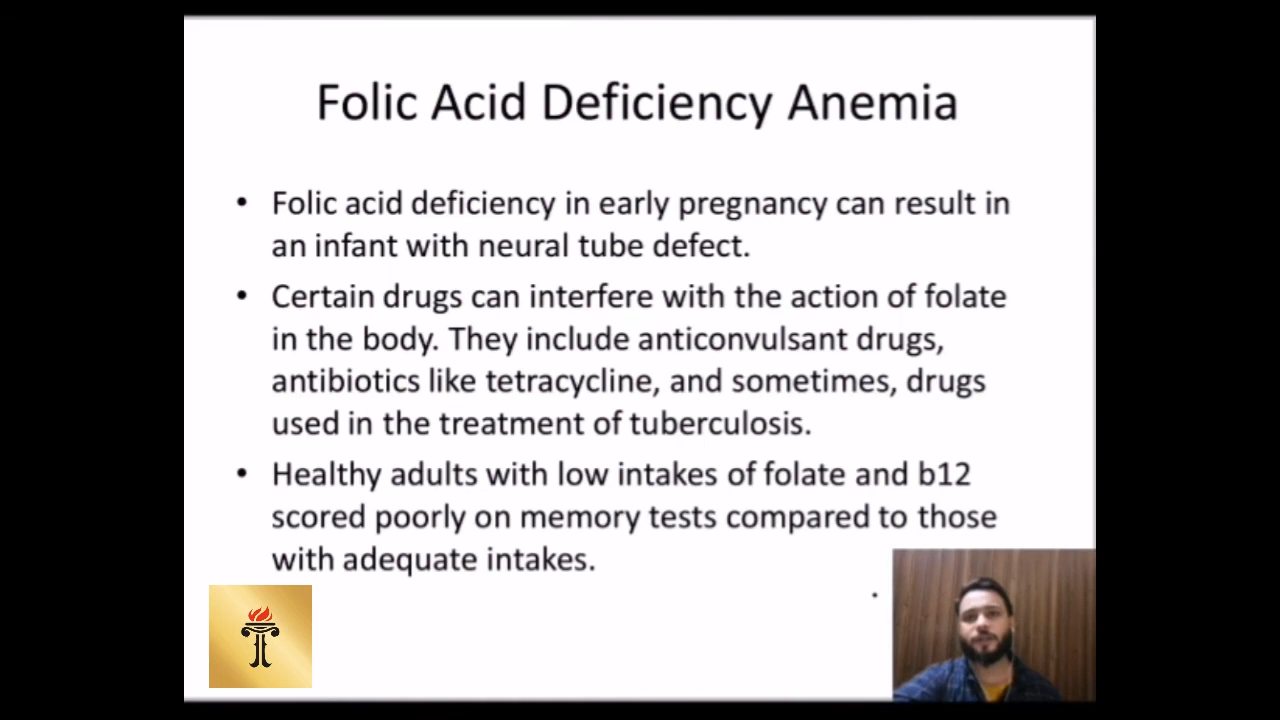 Folic Acid Deficiency Anemia
• Folic acid deficiency in early pregnancy can result in
an infant with neural tube defect.
• Certain drugs can interfere with the action of folate
in the body. They include anticonvulsant drugs,
antibiotics like tetracycline, and sometimes, drugs
used in the treatment of tuberculosis.
• Healthy adults with low intakes of folate and b12
scored poorly on memory tests compared to those
with adequate intakes.